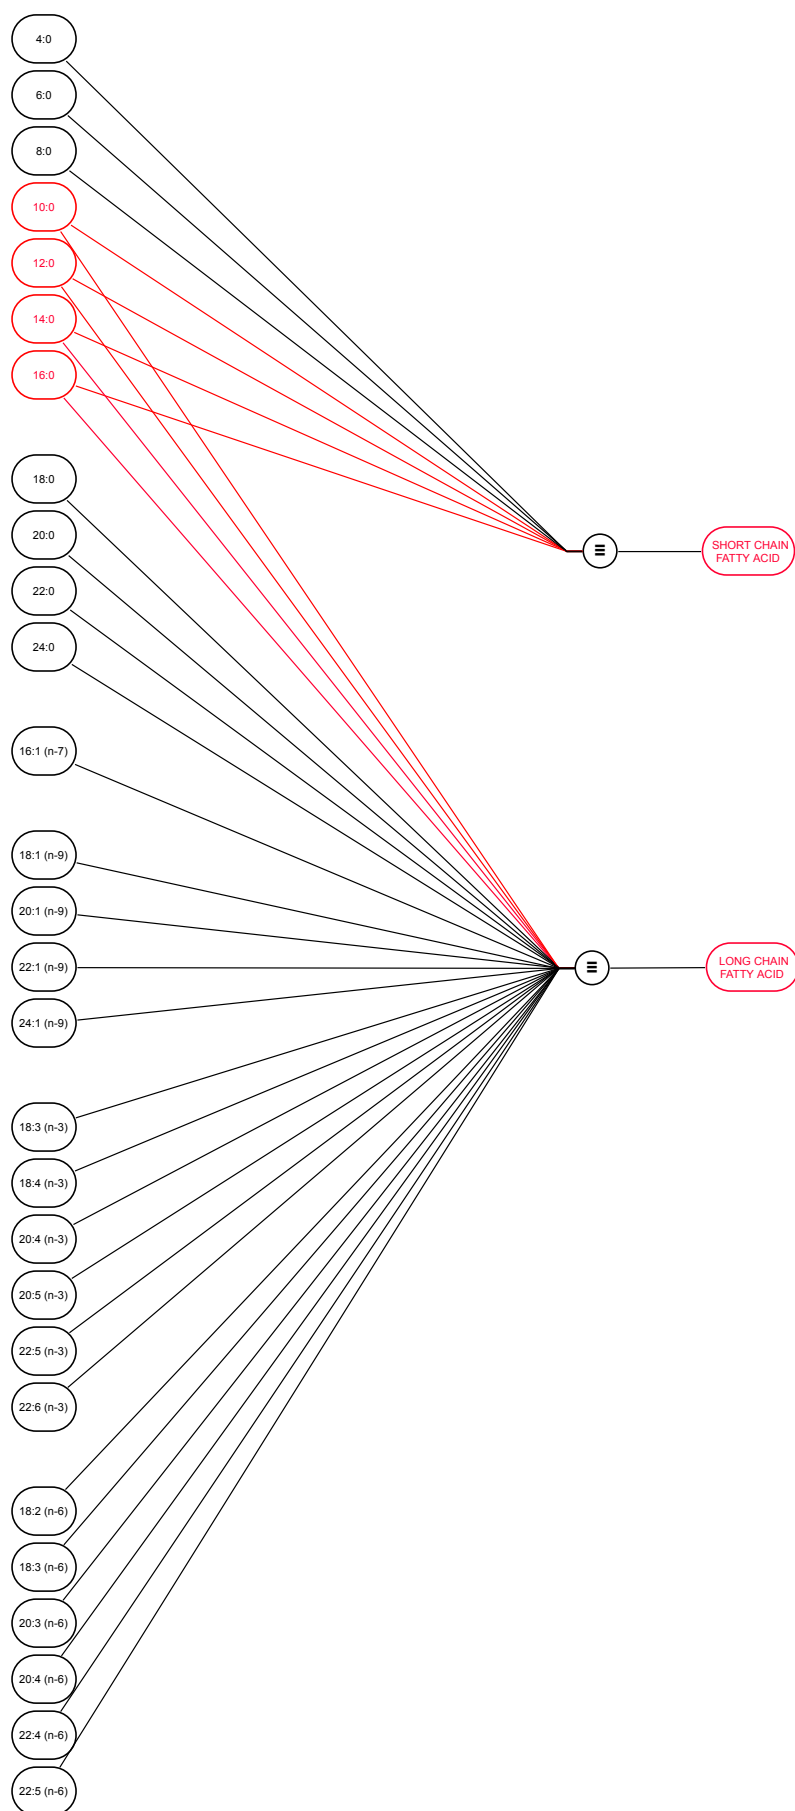 4:0
6:0
8:0
10:0
12:0
14:0
16:0
18:0
20:0
22:0
24:0
SHORT CHAIN
FATTY ACID
16:1 (n-7)
18:1 (n-9)
20:1 (n-9)
22:1 (n-9)
24:1 (n-9)
LONG CHAIN
FATTY ACID
18:3 (n-3)
18:4 (n-3)
20:4 (n-3)
20:5 (n-3)
22:5 (n-3)
22:6 (n-3)
18:2 (n-6)
18:3 (n-6)
20:3 (n-6)
20:4 (n-6)
22:4 (n-6)
22:5 (n-6)